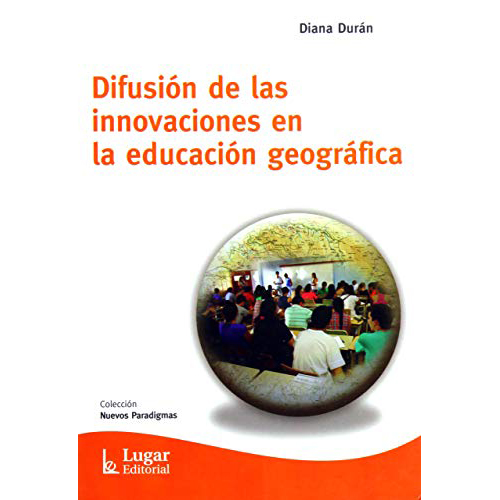 Diana Durán
Difusión de las
innovaciones en
la educación geográfica
Colección
Nuevos Paradigmas
Lugar
Editorial